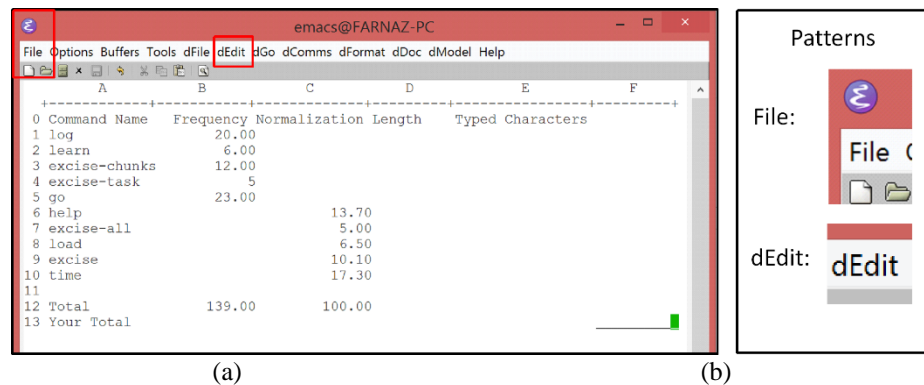 emacs@FARNAZ-PC
File Options Buffers Tools dFile dEdit dGo dComms dFormat dDoc dModel Help
A B C D E F
0 Command Name Frequency Normalization Length Typed Characters
1 log 20.00
2 learn 6.00
3 excise-chunks 12.00
4 excise-task 5
5 go 23.00
6 help 13.70
7 excise-all 5.00
8 load 6.50
9 excise 10.10
10 time 17.30
11
12 Total 139.00 100.00
13 Your Total
(a)
Patterns
File:
File
dEdit:
dEdit
(b)